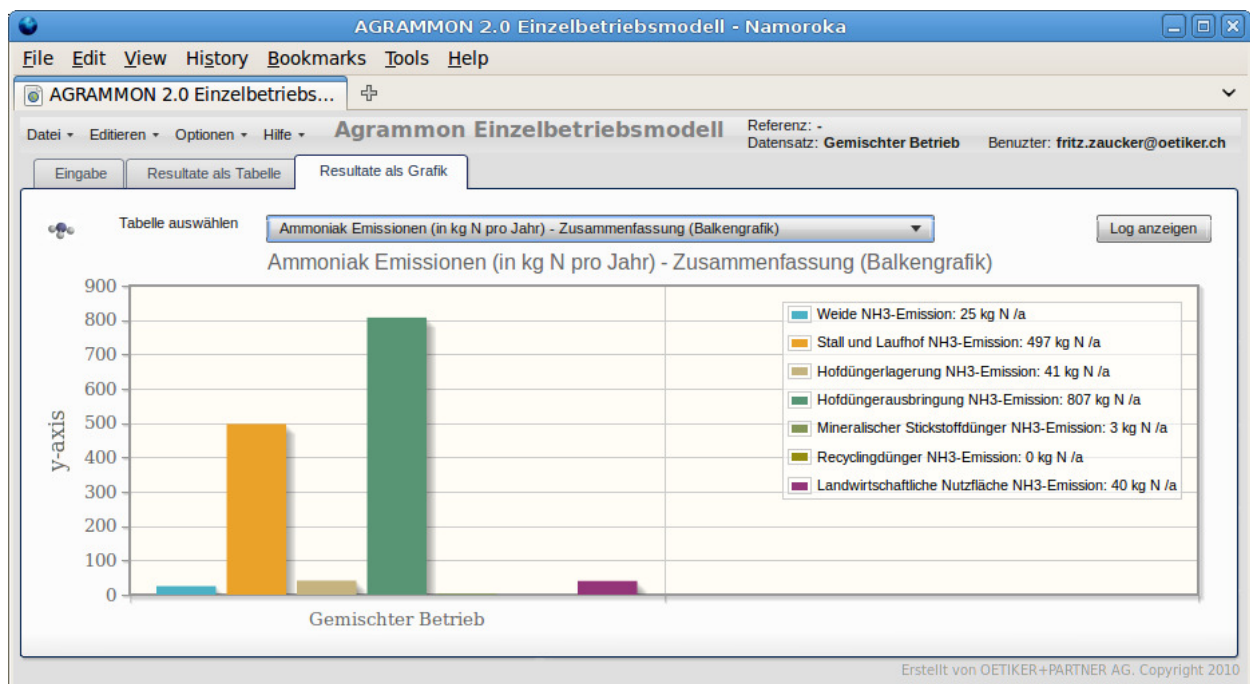 AGRAMMON 2.0 Einzelbetriebsmodell - Namoroka
File Edit View History Bookmarks Tools Help
AGRAMMON 2.0 Einzelbetriebs...
Datei Editieren Optionen Hilfe Agrammon Einzelbetriebsmodell Referenz: -
Datensatz: Gemischter Betrieb Benuzter: fritz.zaucker@oetiker.ch
Eingabe Resultate als Tabelle Resultate als Grafik
Tabelle auswählen Ammoniak Emissionen (in kg N pro Jahr) - Zusammenfassung (Balkengrafik) Log anzeigen
Ammoniak Emissionen (in kg N pro Jahr) - Zusammenfassung (Balkengrafik)
900
800
700
600
500
400
300
200
100
0
y-axis
Weide NH3-Emission: 25 kg N /a
Stall und Laufhof NH3-Emission: 497 kg N /a
Hofdüngerlagerung NH3-Emission: 41 kg N /a
Hofdüngerausbringung NH3-Emission: 807 kg N /a
Mineralischer Stickstoffdünger NH3-Emission: 3 kg N /a
Recyclingdünger NH3-Emission: 0 kg N /a
Landwirtschaftliche Nutzfläche NH3-Emission: 40 kg N /a
Gemischter Betrieb
Erstellt von OETIKER+PARTNER AG. Copyright 2010